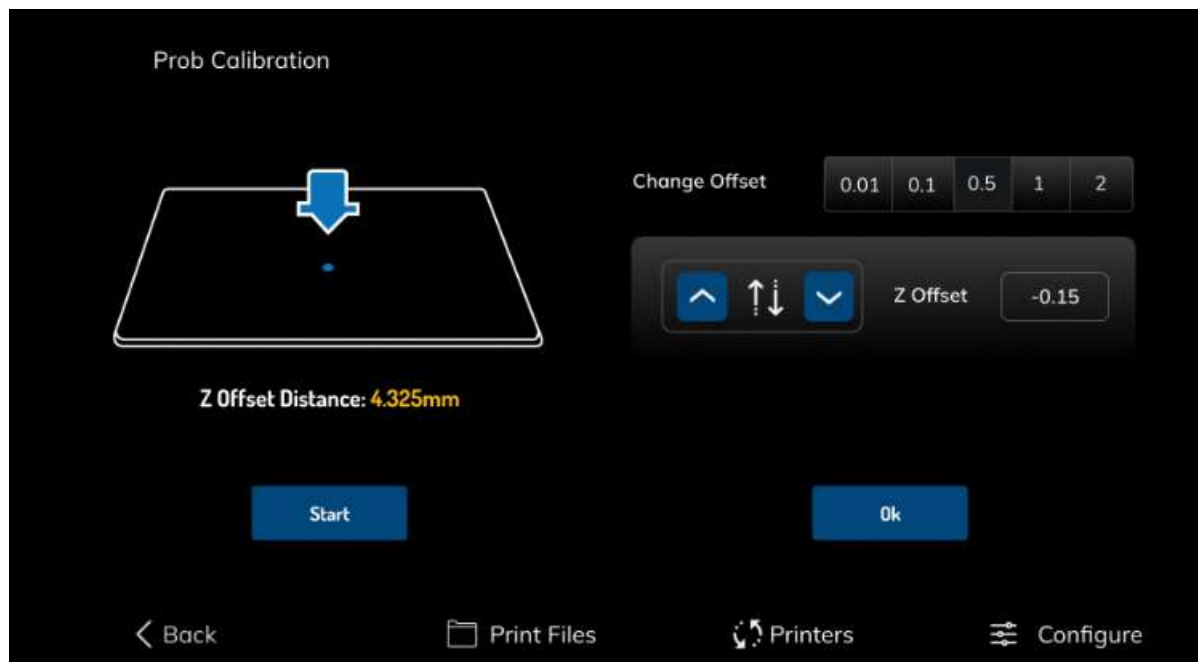 Prob Calibration
Change Offset 0.01 0.1 0.5 1 2
Z Offset -0.15
Z Offset Distance: 4.325mm
Start Ok
Back Print Files Printers Configure